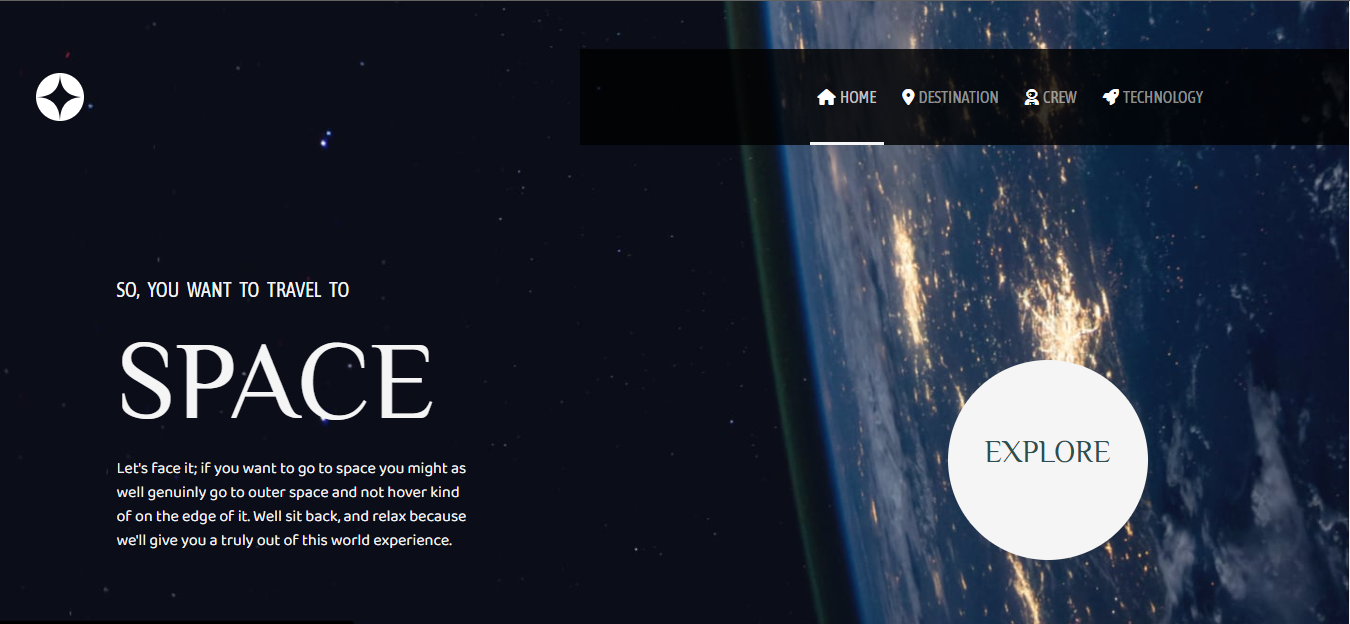 HOME DESTINATION CREW TECHNOLOGY
SO, YOU WANT TO TRAVEL TO
SPACE
Let's face it; if you want to go to space you might as
well genuinly go to outer space and not hover kind
of on the edge of it. Well sit back, and relax because
we'll give you a truly out of this world experience.
EXPLORE